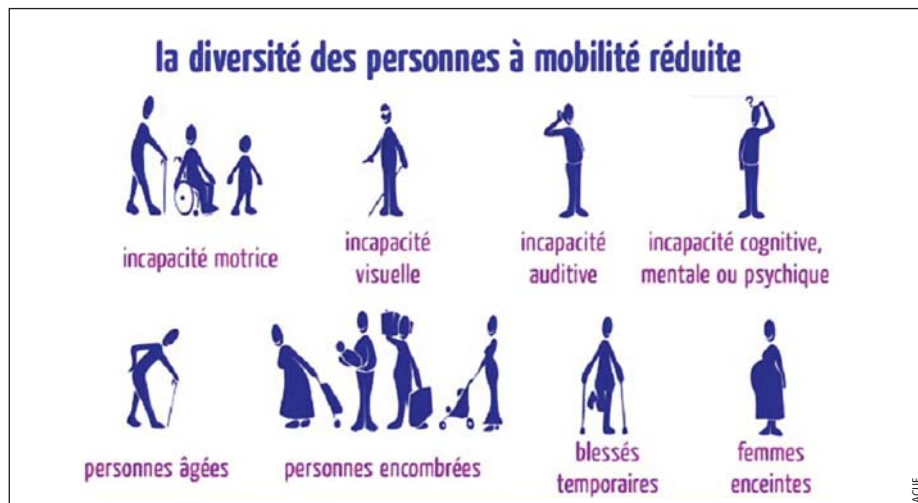 la diversité des personnes à mobilité réduite
?
incapacité motrice
incapacité
visuelle
incapacité
auditive
incapacité cognitive,
mentale ou psychique
personnes âgées
personnes encombrées
blessés
temporaires
femmes
enceintes